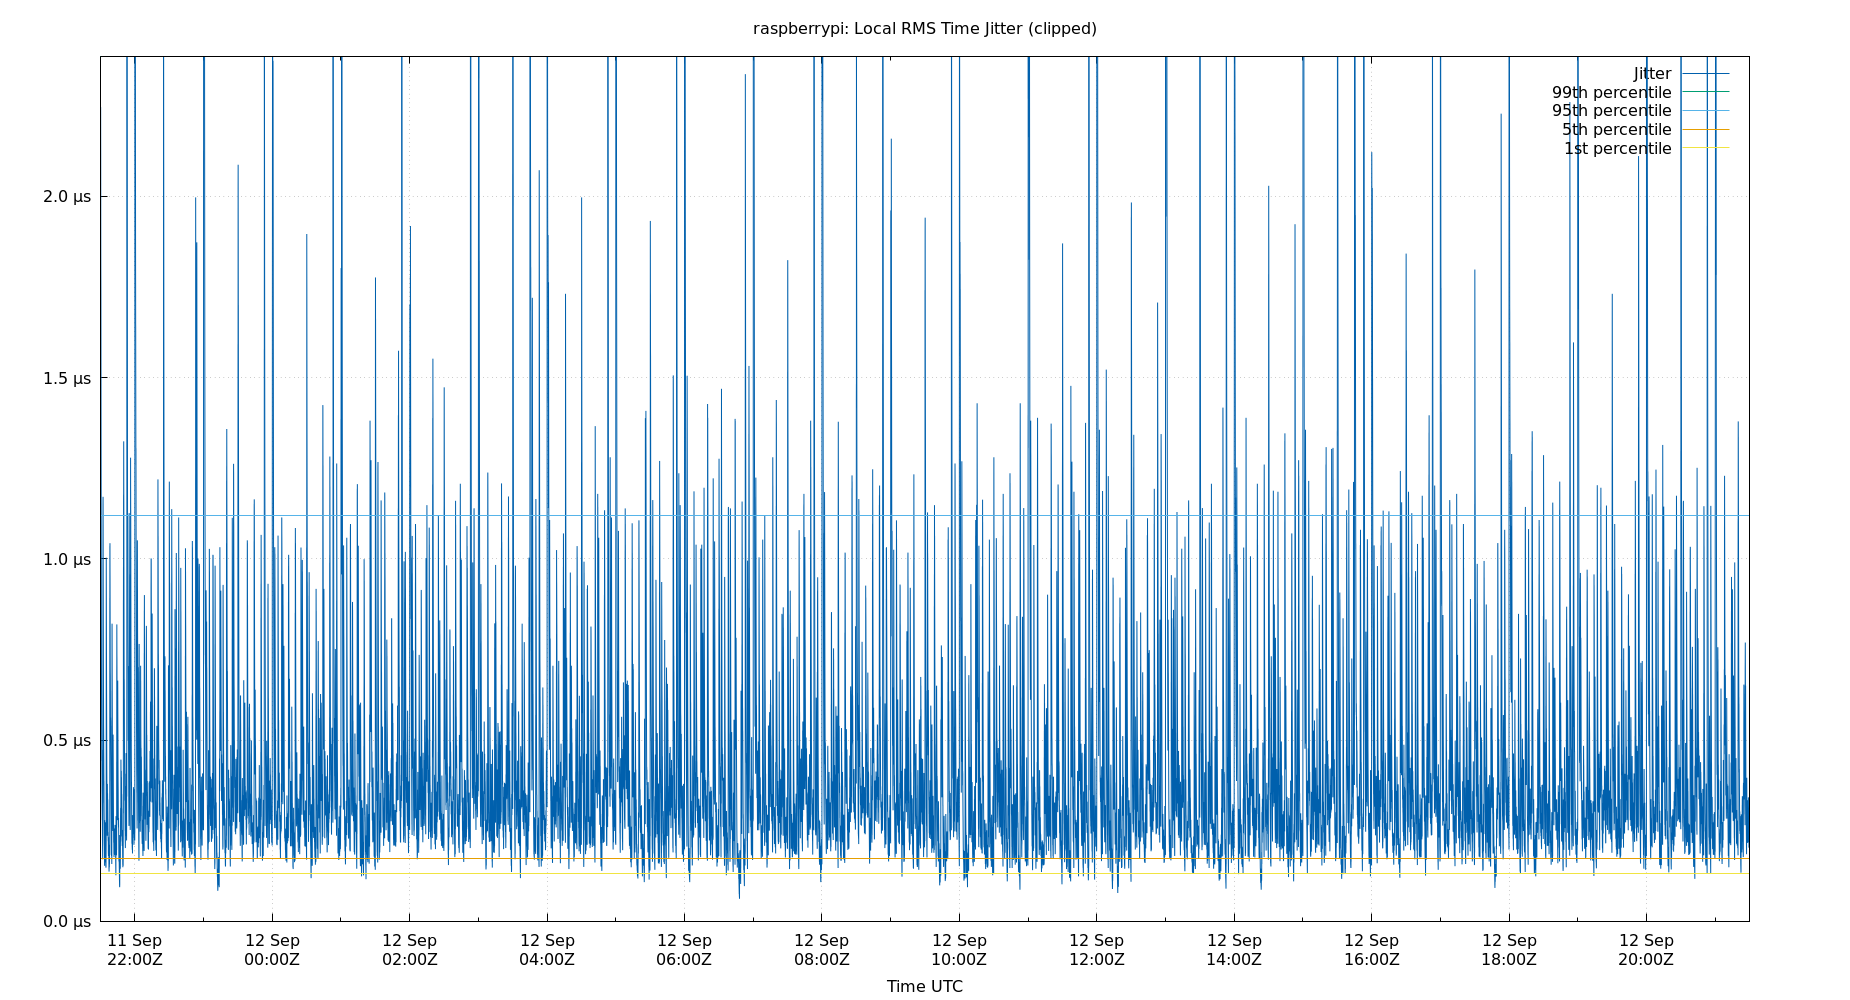 raspberrypi: Local RMS Time Jitter (clipped)
Jitter
99th percentile
95th percentile
5th percentile
1st percentile
2.0 µs
1.5 µs
1.0 µs
0.5 µs
0.0 µs
11 Sep 12 Sep 12 Sep 12 Sep 12 Sep 12 Sep 12 Sep 12 Sep 12 Sep 12 Sep 12 Sep 12 Sep
22:00Z 00:00Z 02:00Z 04:00Z 06:00Z 08:00Z 10:00Z 12:00Z 14:00Z 16:00Z 18:00Z 20:00Z
Time UTC